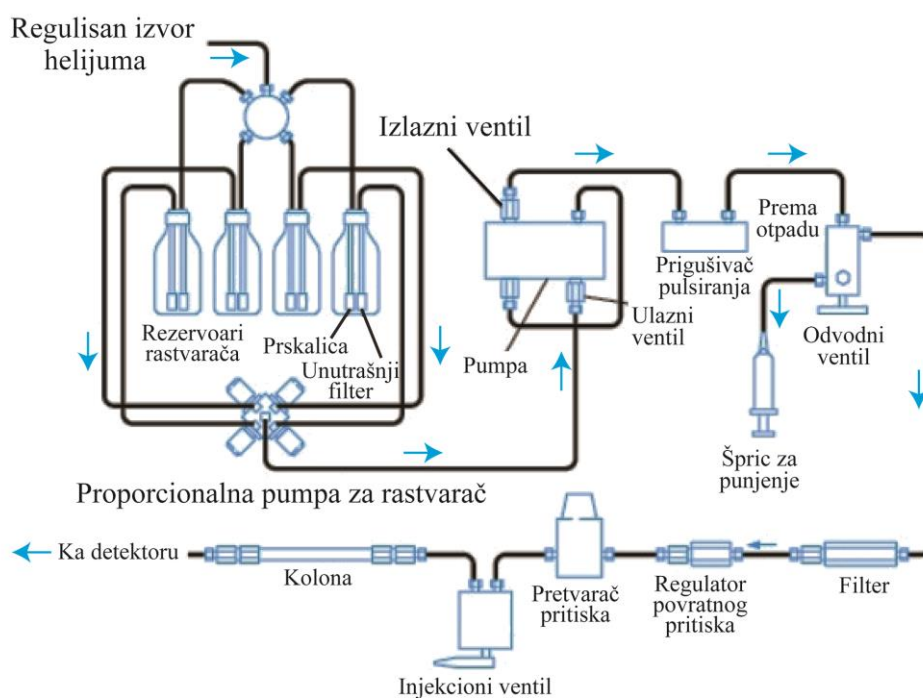 Regulisan izvor
helijuma
Izlazni ventil
Prema
otpadu
Prigušivač
pulsiranja
Ulazni
ventil
Odvodni
ventil
Rezervoari
rastvarača
Prskalica
Unutrašnji
filter
Pumpa
Špric za
punjenje
Proporcionalna pumpa za rastvarač
Ka detektoru
Kolona
Pretvarač
pritiska
Regulator
povratnog
pritiska
Filter
Injekcioni ventil